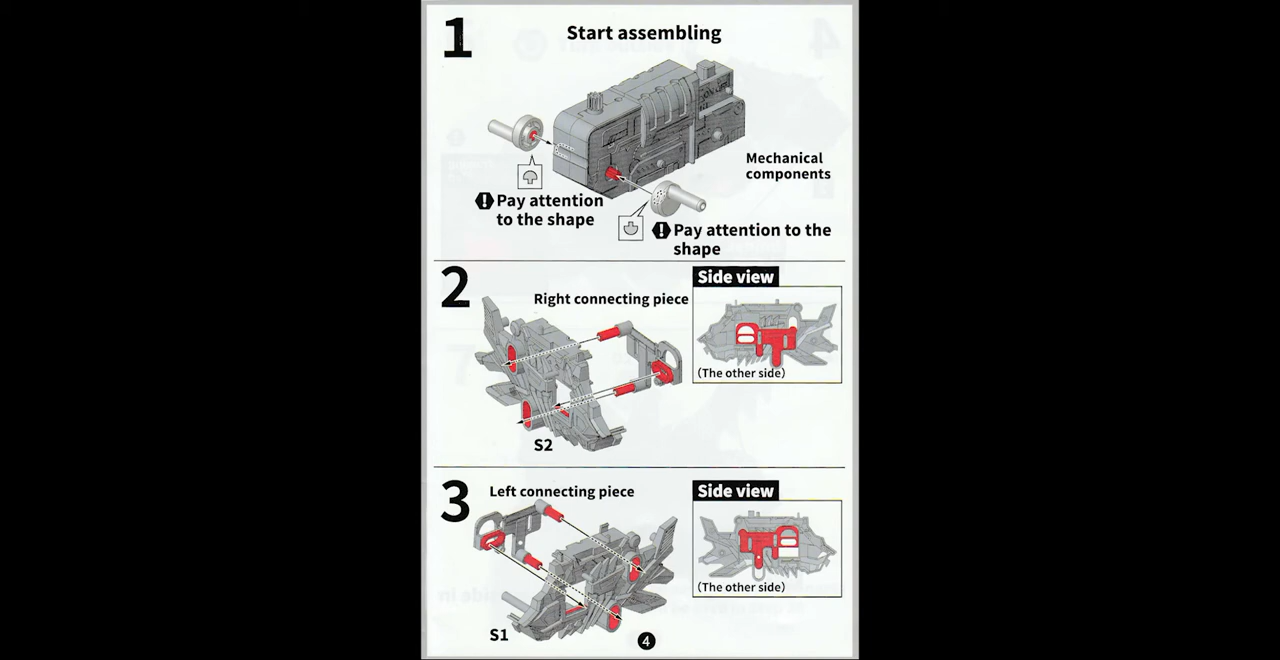 1
Start assembling
Mechanical
components
Pay attention
to the shape
Pay attention to the
shape
2
Right connecting piece
Side view
(The other side)
S2
3
Left connecting piece
Side view
(The other side)
S1
4